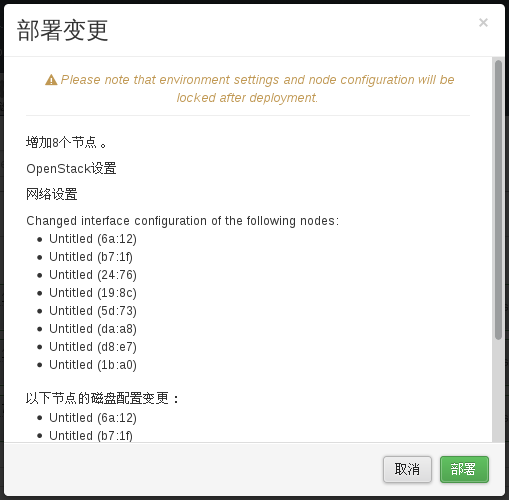 部署变更
×
Please note that environment settings and node configuration will be
locked after deployment.
增加8个节点 。
OpenStack设置
网络设置
Changed interface configuration of the following nodes:
Untitled (6a:12)
Untitled (b7:1f)
Untitled (24:76)
Untitled (19:8c)
Untitled (5d:73)
Untitled (da:a8)
Untitled (d8:e7)
Untitled (1b:a0)
以下节点的磁盘配置变更 ：
Untitled (6a:12)
Untitled (b7:1f)
取消 部署